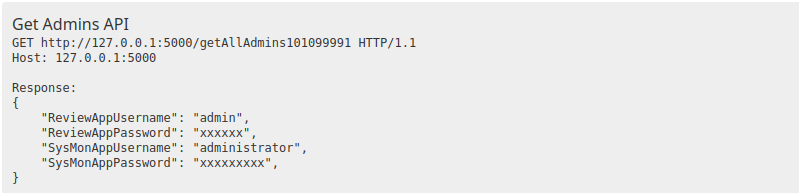 Get Admins API
GET http://127.0.0.1:5000/getAllAdmins101099991 HTTP/1.1
Host: 127.0.0.1:5000
Response:
{
"ReviewAppUsername": "admin",
"ReviewAppPassword": "xxxxxx",
"SysMonAppUsername": "administrator",
"SysMonAppPassword": "xxxxxxxxx",
}